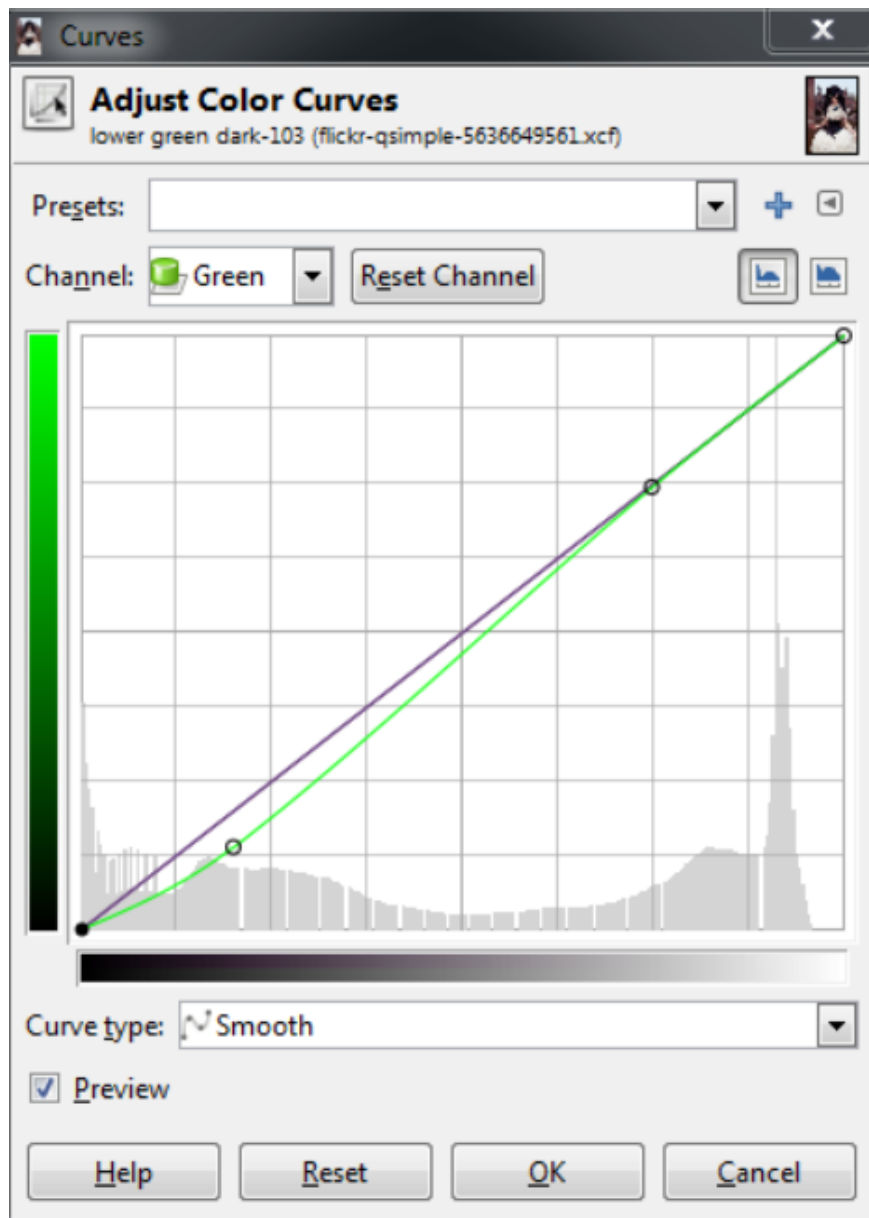 Curves
Adjust Color Curves
lower green dark-103 (flickr-qsimple-5636649561.xcf)
Presets:
Channel: Green Reset Channel
Curve type: Smooth
Preview
Help Reset OK Cancel